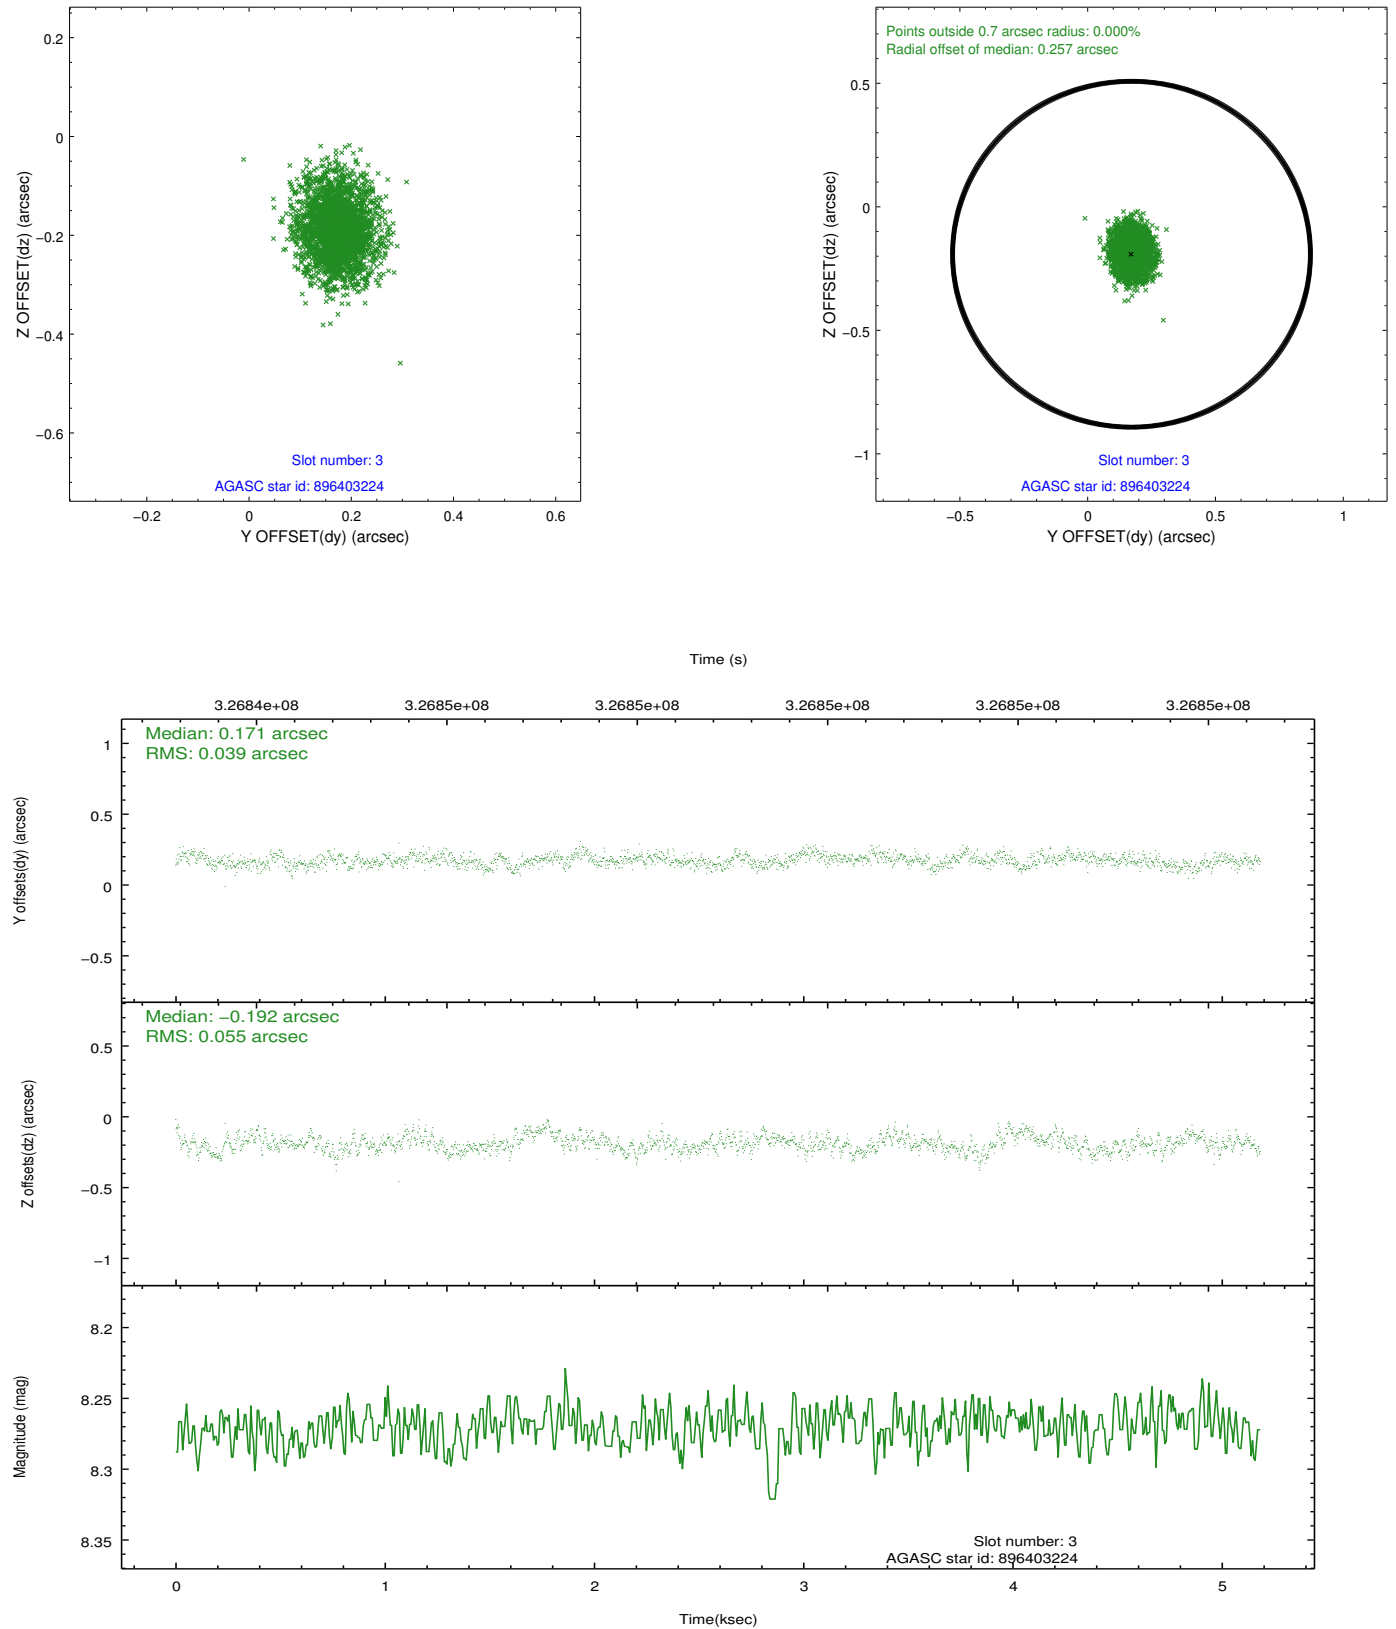 0.2
0
−0.2
−0.4
−0.6
Z OFFSET(dz) (arcsec)
Slot number: 3
AGASC star id: 896403224
−0.2
0
0.2
0.4
0.6
Y OFFSET(dy) (arcsec)
Points outside 0.7 arcsec radius: 0.000%
Radial offset of median: 0.257 arcsec
0.5
0
−0.5
−1
Z OFFSET(dz) (arcsec)
Slot number: 3
AGASC star id: 896403224
−0.5
0
0.5
1
Y OFFSET(dy) (arcsec)
Time (s)
3.2684e+08
3.2685e+08
3.2685e+08
3.2685e+08
3.2685e+08
3.2685e+08
Median: 0.171 arcsec
RMS: 0.039 arcsec
1
0.5
0
−0.5
Y offsets(dy) (arcsec)
Median: −0.192 arcsec
RMS: 0.055 arcsec
0.5
0
−0.5
−1
Z offsets(dz) (arcsec)
8.2
8.25
8.3
8.35
Magnitude (mag)
Slot number: 3
AGASC star id: 896403224
0
1
2
3
4
5
Time(ksec)